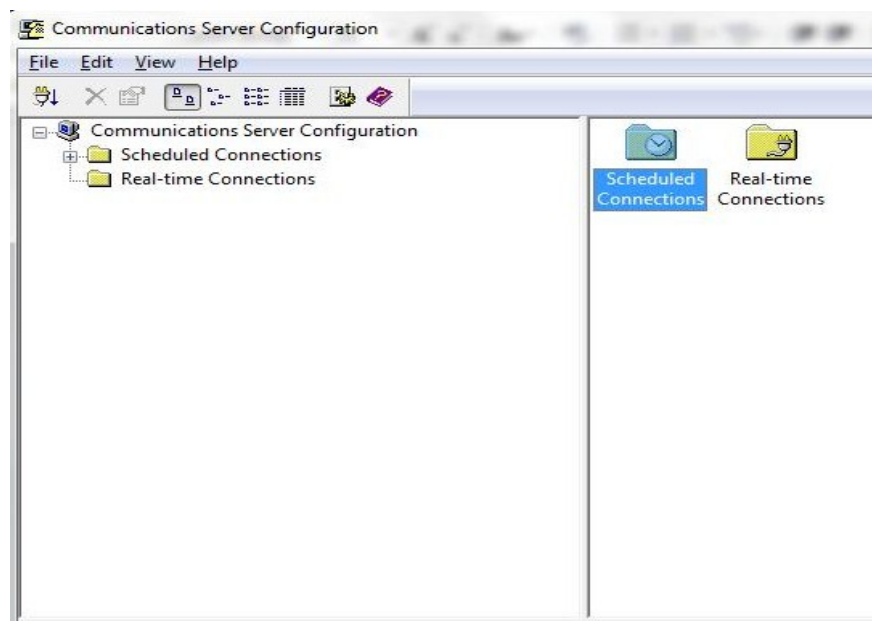 Communications Server Configuration
File Edit View Help
Communications Server Configuration
Scheduled Connections
Real-time Connections
Scheduled Connections
Real-time Connections